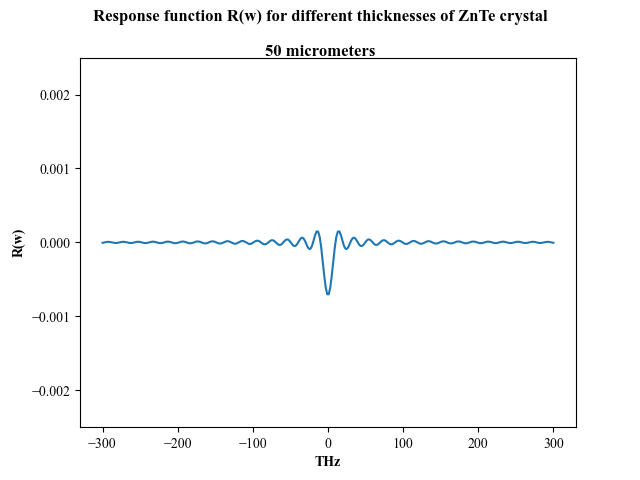 Response function R(w) for different thicknesses of ZnTe crystal
50 micrometers
0.002
0.001
0.000
−0.001
−0.002
R(w)
−300 −200 −100 0 100 200 300
THz